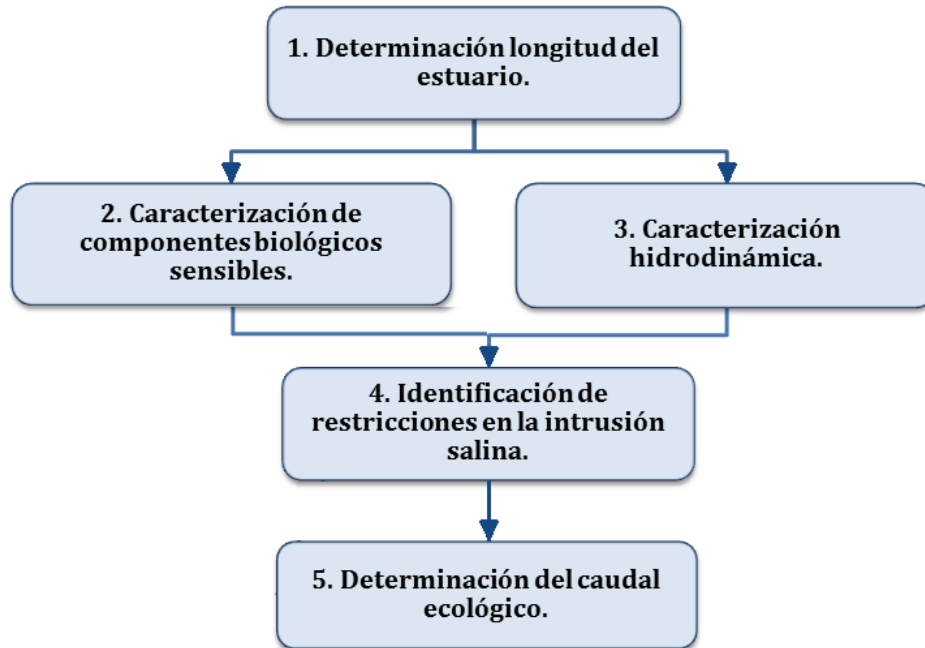 1. Determinación longitud del
estuario.
2. Caracterización de
componentes biológicos
sensibles.
3. Caracterización
hidrodinámica.
4. Identificación de
restricciones en la intrusión
salina.
5. Determinación del caudal
ecológico.